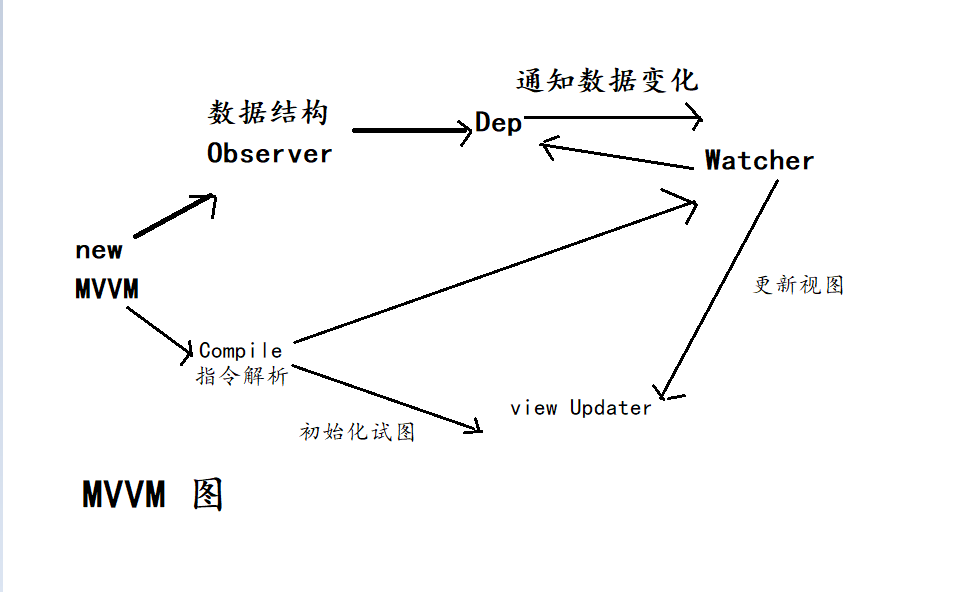 通知数据变化
数据结构
Observer
Dep
Watcher
new
MVVM
更新视图
Compile
指令解析
view Updater
初始化试图
MVVM 图